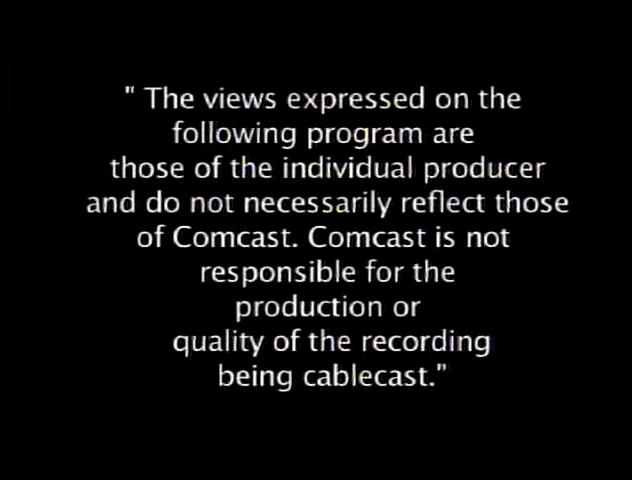 " The views expressed on the
following program are
those of the individual producer
and do not necessarily reflect those
of Comcast. Comcast is not
responsible for the
production or
quality of the recording
being cablecast."